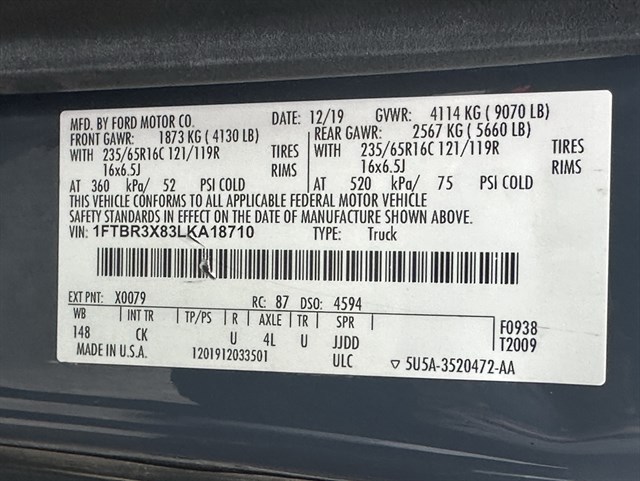 MFD. BY FORD MOTOR CO. DATE: 12/19 GVWR: 4114 KG ( 9070 LB)
FRONT GAWR: 1873 KG ( 4130 LB) REAR GAWR: 2567 KG ( 5660 LB)
WITH 235/65R16C 121/119R TIRES WITH 235/65R16C 121/119R TIRES
16x6.5J RIMS 16x6.5J RIMS
AT 360 kPa/ 52 PSI COLD AT 520 kPa/ 75 PSI COLD
THIS VEHICLE CONFORMS TO ALL APPLICABLE FEDERAL MOTOR VEHICLE
SAFETY STANDARDS IN EFFECT ON THE DATE OF MANUFACTURE SHOWN ABOVE.
VIN: 1FTBR3X83LKA18710 TYPE: Truck
EXT PNT: X0079 RC: 87 DSO: 4594
WB INT TR TP/PS R AXLE TR SPR F0938
148 CK U 4L U JJDD T2009
MADE IN U.S.A. 1201912033501 ULC ▽ 5U5A-3520472-AA